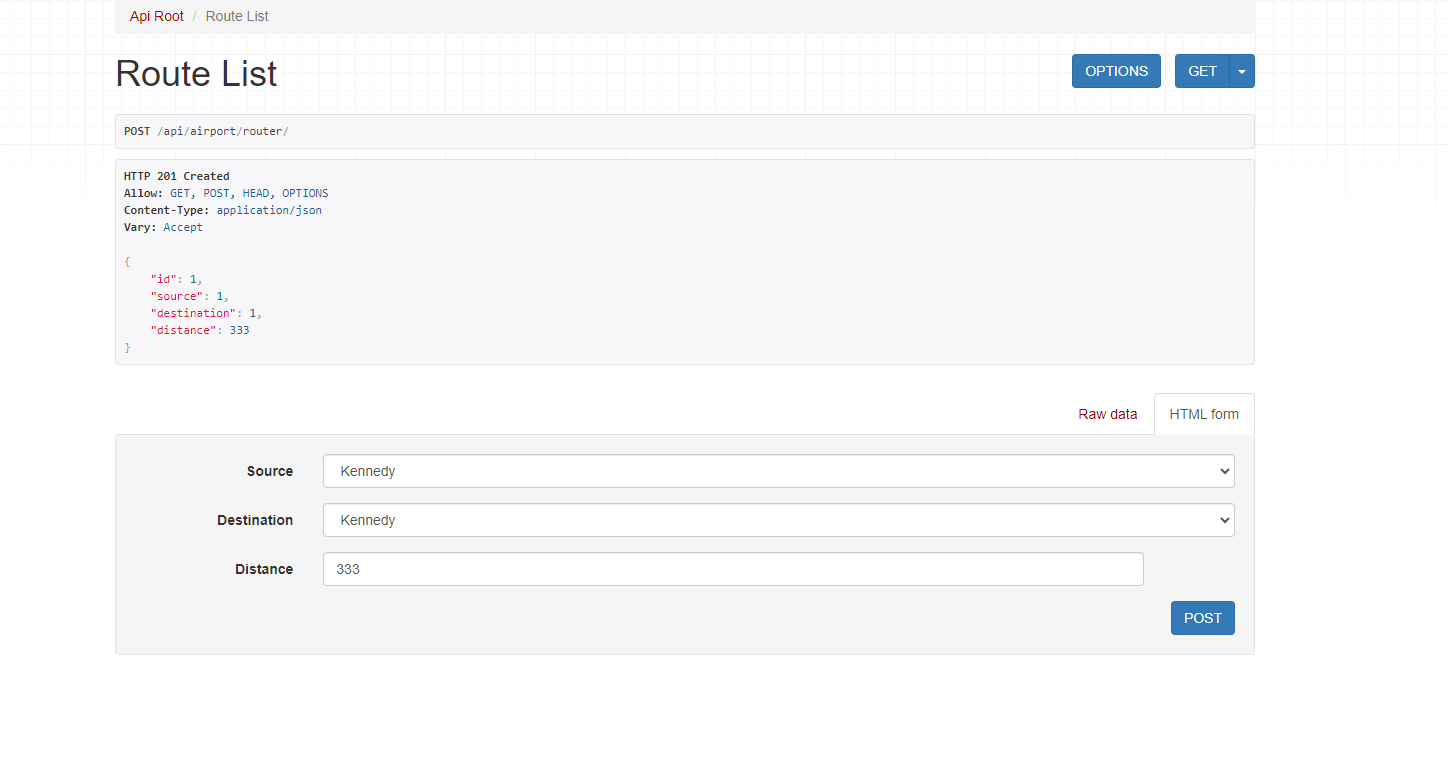 Api Root / Route List
Route List
OPTIONS
GET
POST /api/airport/router/
HTTP 201 Created
Allow: GET, POST, HEAD, OPTIONS
Content-Type: application/json
Vary: Accept
{
    "id": 1,
    "source": 1,
    "destination": 1,
    "distance": 333
}
Raw data
HTML form
Source
Kennedy
Destination
Kennedy
Distance
333
POST